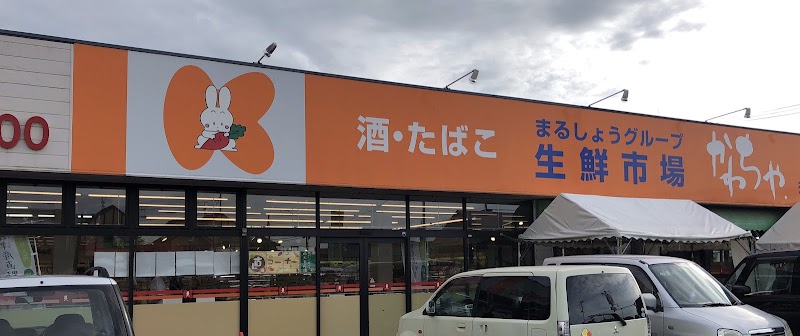 00
酒・たばこ
まるしょうグループ
生鮮市場
かわちや